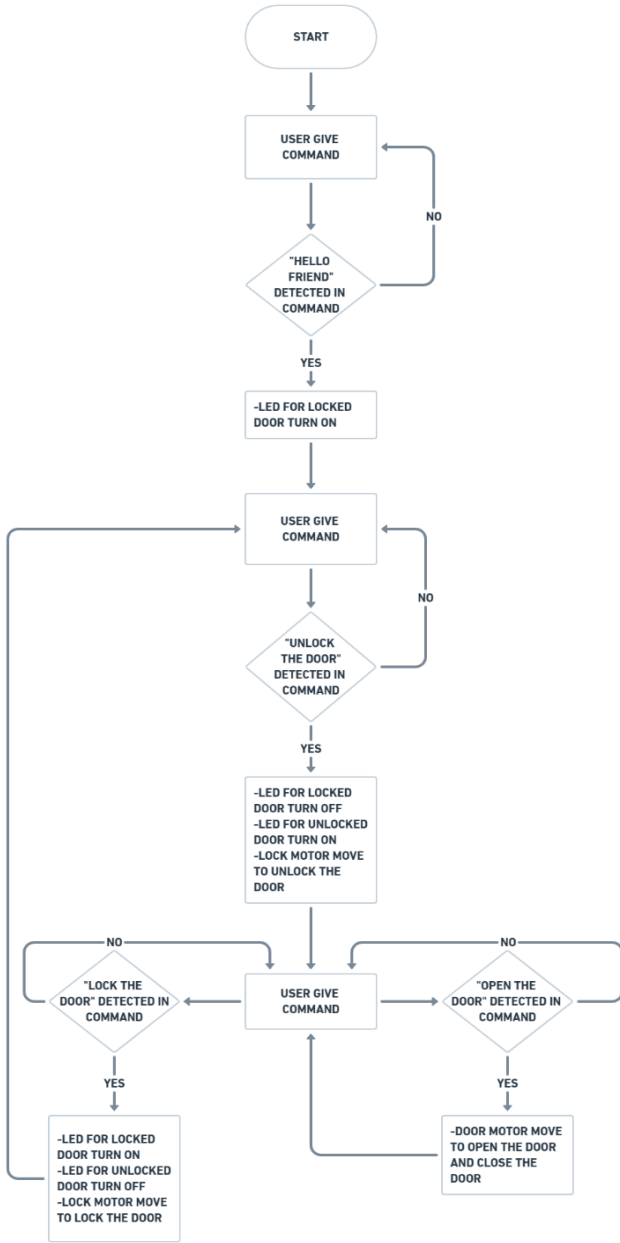 START
USER GIVE
COMMAND
NO
"HELLO
FRIEND"
DETECTED IN
COMMAND
YES
-LED FOR LOCKED
DOOR TURN ON
USER GIVE
COMMAND
NO
"UNLOCK
THE DOOR"
DETECTED IN
COMMAND
YES
-LED FOR LOCKED
DOOR TURN OFF
-LED FOR UNLOCKED
DOOR TURN ON
-LOCK MOTOR MOVE
TO UNLOCK THE
DOOR
NO
"LOCK THE
DOOR" DETECTED IN
COMMAND
USER GIVE
COMMAND
NO
"OPEN THE
DOOR" DETECTED IN
COMMAND
YES
-LED FOR LOCKED
DOOR TURN ON
-LED FOR UNLOCKED
DOOR TURN OFF
-LOCK MOTOR MOVE
TO LOCK THE DOOR
YES
-DOOR MOTOR MOVE
TO OPEN THE DOOR
AND CLOSE THE
DOOR